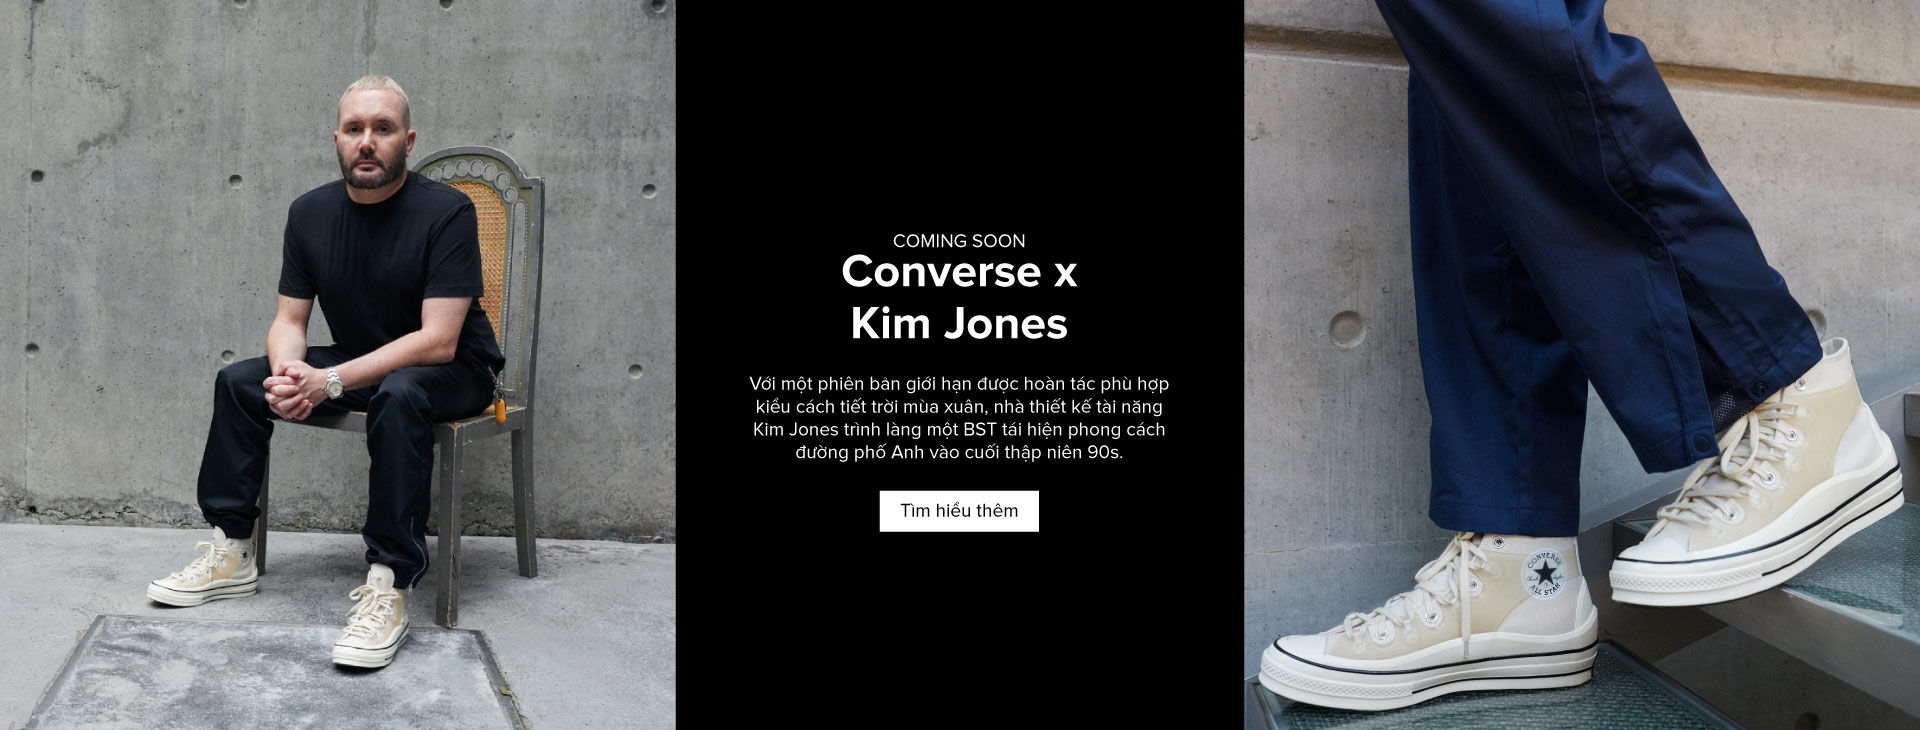 COMING SOON
Converse x
Kim Jones
Với một phiên bản giới hạn được hoàn tác phù hợp
kiểu cách tiết trời mùa xuân, nhà thiết kế tài năng
Kim Jones trình làng một BST tái hiện phong cách
đường phố Anh vào cuối thập niên 90s.
Tìm hiểu thêm
CONVERSE
ALL STAR